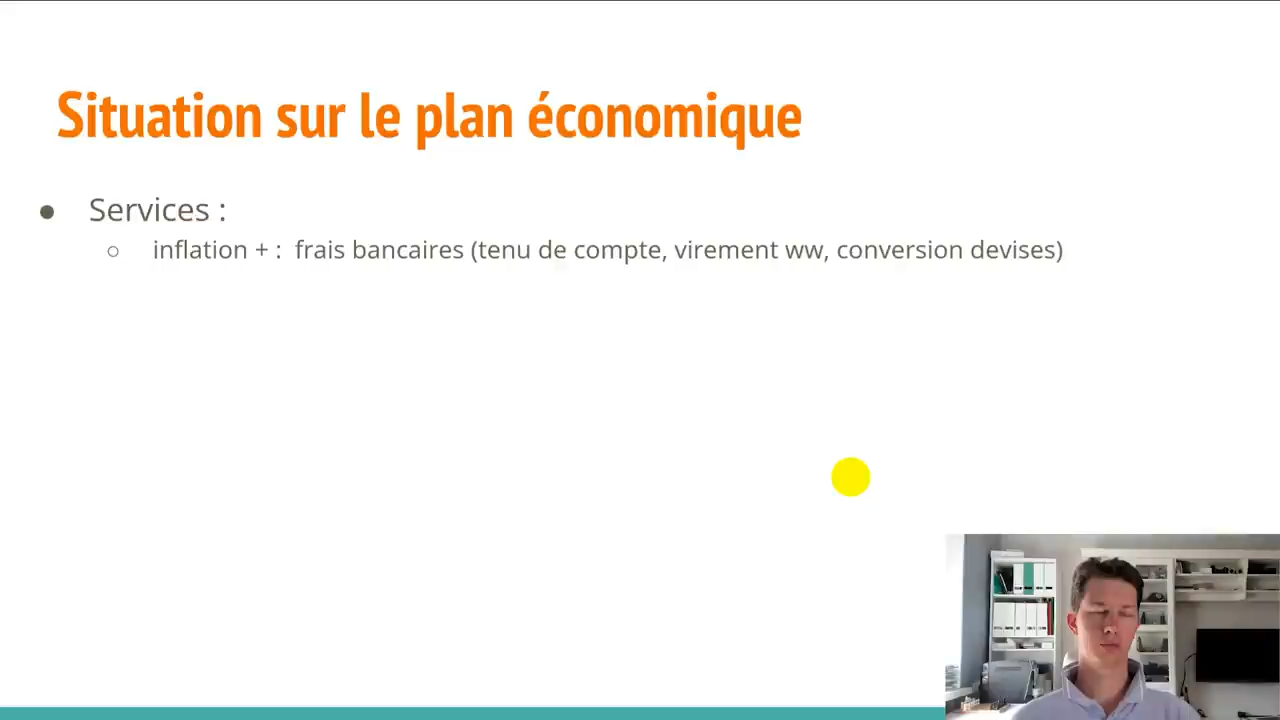 Situation sur le plan économique
● Services :
○ inflation + : frais bancaires (tenu de compte, virement ww, conversion devises)